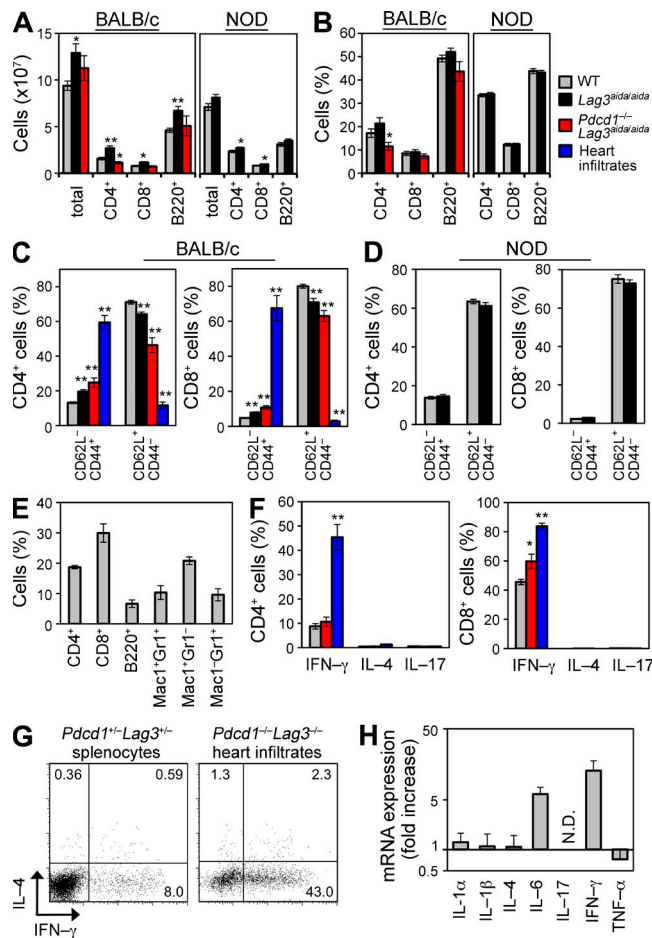 A
BALB/c
NOD
Cells (x10⁷)
15
10
5
0
total
CD4⁺
CD8⁺
B220⁺
total
CD4⁺
CD8⁺
B220⁺
* ** * * **
* *
B
BALB/c
NOD
Cells (%)
60
50
40
30
20
10
0
CD4⁺
CD8⁺
B220⁺
CD4⁺
CD8⁺
B220⁺
*
WT
Lag3^aida/aida
Pdcd1⁻/⁻
Lag3^aida/aida
Heart
infiltrates
C
BALB/c
CD4⁺ cells (%)
80
60
40
20
0
** ** ** ** ** **
CD62L⁻
CD44⁺
CD62L⁺
CD44⁻
CD8⁺ cells (%)
80
60
40
20
0
** ** ** ** ** **
CD62L⁻
CD44⁺
CD62L⁺
CD44⁻
D
NOD
CD4⁺ cells (%)
80
60
40
20
0
CD62L⁻
CD44⁺
CD62L⁺
CD44⁻
CD8⁺ cells (%)
80
60
40
20
0
CD62L⁻
CD44⁺
CD62L⁺
CD44⁻
E
Cells (%)
40
30
20
10
0
CD4⁺
CD8⁺
B220⁺
Mac1⁺Gr1⁺
Mac1⁺Gr1⁻
Mac1⁻Gr1⁺
F
CD4⁺ cells (%)
50
40
30
20
10
0
**
IFN–γ IL–4 IL–17
CD8⁺ cells (%)
100
80
60
40
20
0
* **
IFN–γ IL–4 IL–17
G
Pdcd1⁺/⁻Lag3⁺/⁻
splenocytes
0.36 0.59
8.0
Pdcd1⁻/⁻Lag3⁻/⁻
heart infiltrates
1.3 2.3
43.0
IL–4
IFN–γ
H
mRNA expression
(fold increase)
50
5
1
0.5
N.D.
IL-1α
IL–1β
IL–4
IL–6
IL–17
IFN–γ
TNF–α